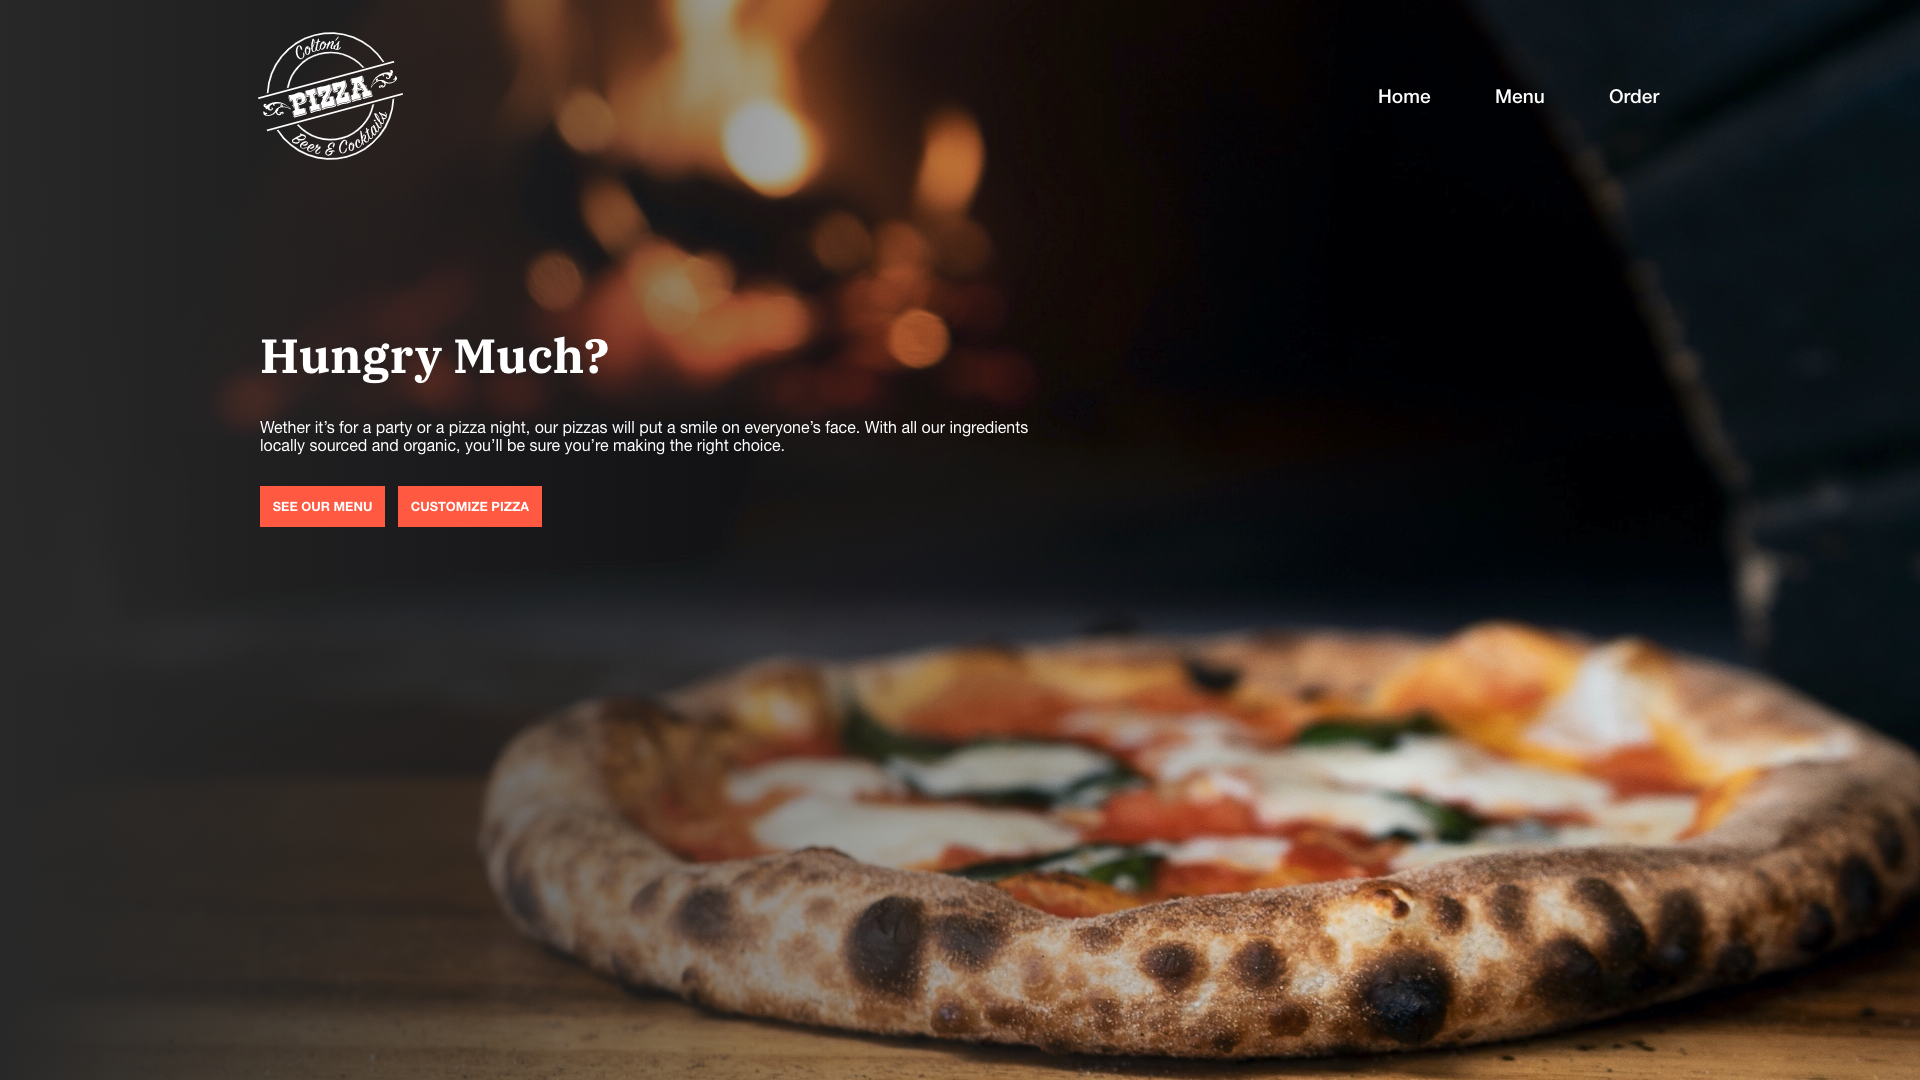 Colton's
PIZZA
Beer & Cocktails
Home Menu Order
Hungry Much?
Wether it’s for a party or a pizza night, our pizzas will put a smile on everyone’s face. With all our ingredients
locally sourced and organic, you’ll be sure you’re making the right choice.
SEE OUR MENU CUSTOMIZE PIZZA